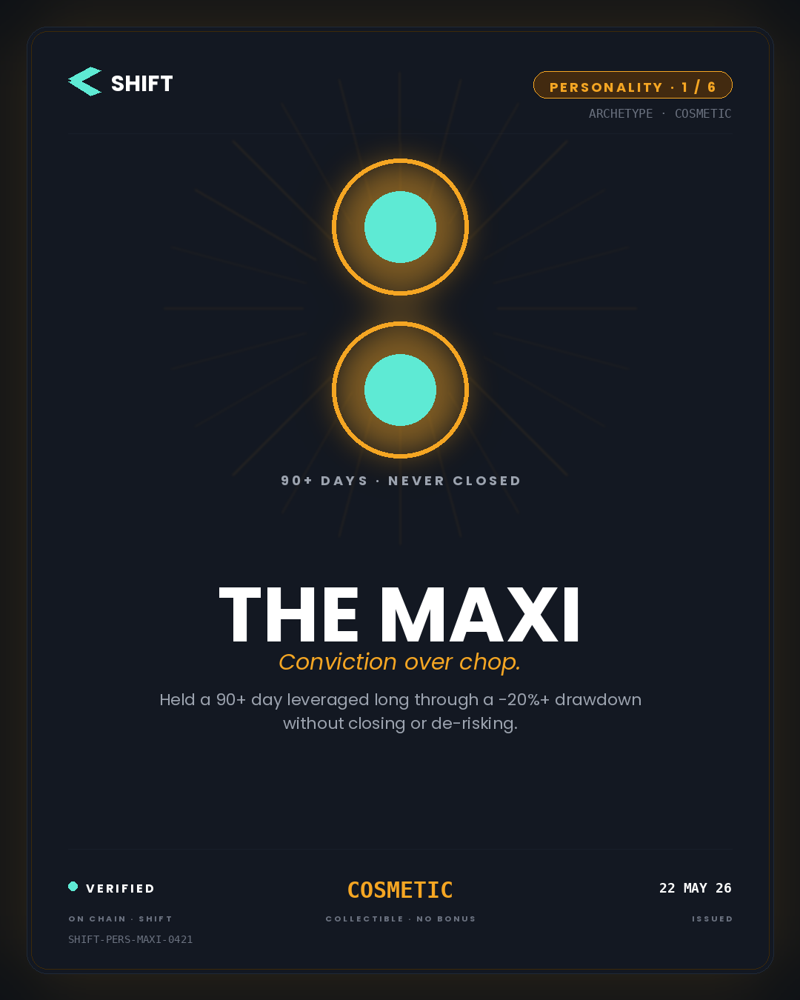 SHIFT
PERSONALITY · 1 / 6
ARCHETYPE · COSMETIC
90+ DAYS · NEVER CLOSED
THE MAXI
Conviction over chop.
Held a 90+ day leveraged long through a -20%+ drawdown
without closing or de-risking.
VERIFIED
ON CHAIN · SHIFT
SHIFT-PERS-MAXI-0421
COSMETIC
COLLECTIBLE · NO BONUS
22 MAY 26
ISSUED